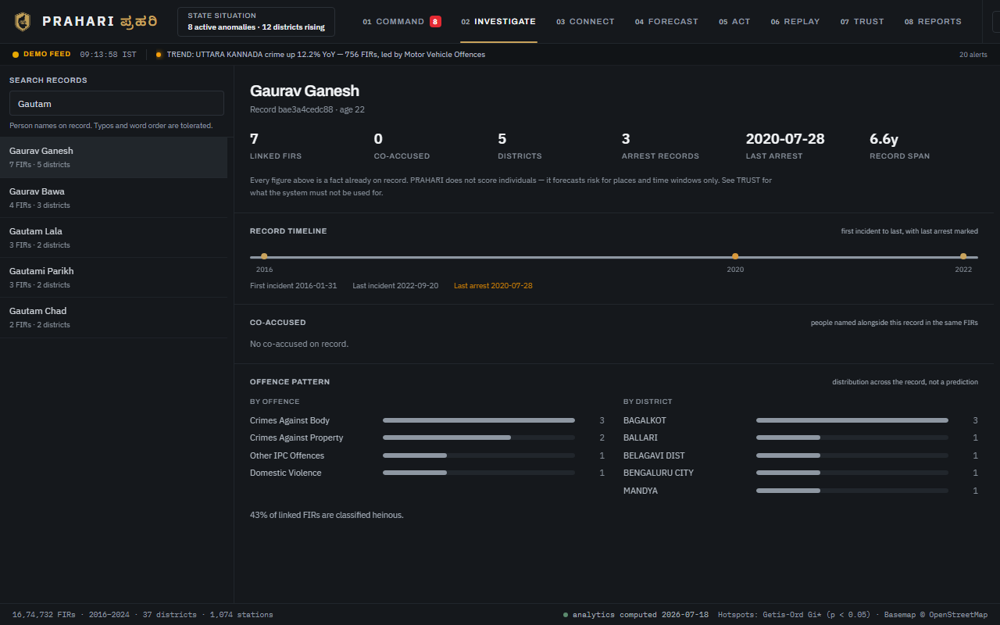 PRAHARI ಪ್ರಹರಿ
STATE SITUATION
8 active anomalies · 12 districts rising
01 COMMAND 8
02 INVESTIGATE
03 CONNECT
04 FORECAST
05 ACT
06 REPLAY
07 TRUST
08 REPORTS
DEMO FEED 09:13:58 IST
TREND: UTTARA KANNADA crime up 12.2% YoY — 756 FIRs, led by Motor Vehicle Offences
20 alerts
SEARCH RECORDS
Gautam
Person names on record. Typos and word order are tolerated.
Gaurav Ganesh
7 FIRs · 5 districts
Gaurav Bawa
4 FIRs · 3 districts
Gautam Lala
3 FIRs · 2 districts
Gautami Parikh
3 FIRs · 2 districts
Gautam Chad
2 FIRs · 2 districts
Gaurav Ganesh
Record bae3a4cedc88 · age 22
7
LINKED FIRS
0
CO-ACCUSED
5
DISTRICTS
3
ARREST RECORDS
2020-07-28
LAST ARREST
6.6y
RECORD SPAN
Every figure above is a fact already on record. PRAHARI does not score individuals — it forecasts risk for places and time windows only. See TRUST for
what the system must not be used for.
RECORD TIMELINE
first incident to last, with last arrest marked
2016
2020
2022
First incident 2016-01-31
Last incident 2022-09-20
Last arrest 2020-07-28
CO-ACCUSED
people named alongside this record in the same FIRs
No co-accused on record.
OFFENCE PATTERN
distribution across the record, not a prediction
BY OFFENCE
Crimes Against Body 3
Crimes Against Property 2
Other IPC Offences 1
Domestic Violence 1
BY DISTRICT
BAGALKOT 3
BALLARI 1
BELAGAVI DIST 1
BENGALURU CITY 1
MANDYA 1
43% of linked FIRs are classified heinous.
16,74,732 FIRs · 2016–2024 · 37 districts · 1,074 stations
analytics computed 2026-07-18
Hotspots: Getis-Ord Gi* (p < 0.05) · Basemap © OpenStreetMap